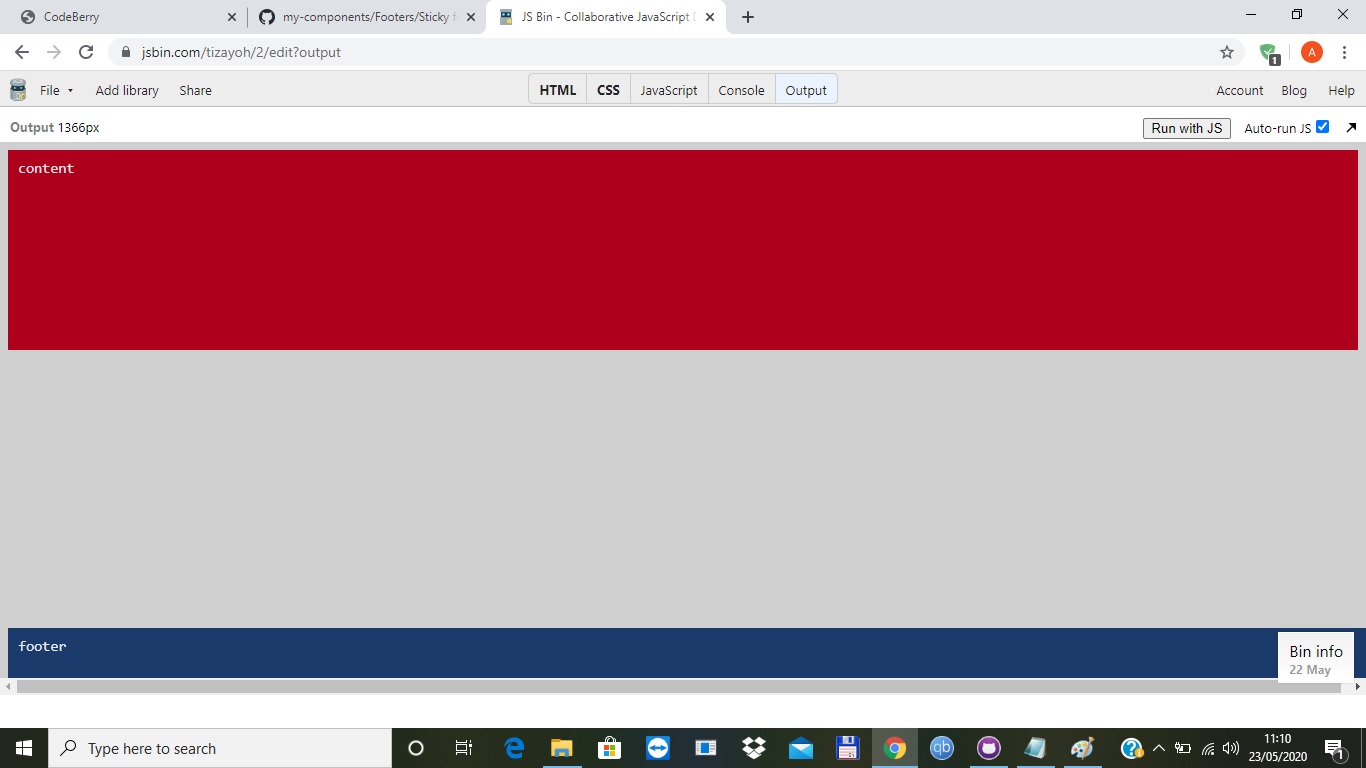 CodeBerry
my-components/Footers/Sticky f
JS Bin - Collaborative JavaScript D
jsbin.com/tizayoh/2/edit?output
1
A
File
Add library
Share
HTML
CSS
JavaScript
Console
Output
Account
Blog
Help
Output 1366px
Run with JS
Auto-run JS
content
footer
Bin info
22 May
Type here to search
qb
11:10
23/05/2020
1